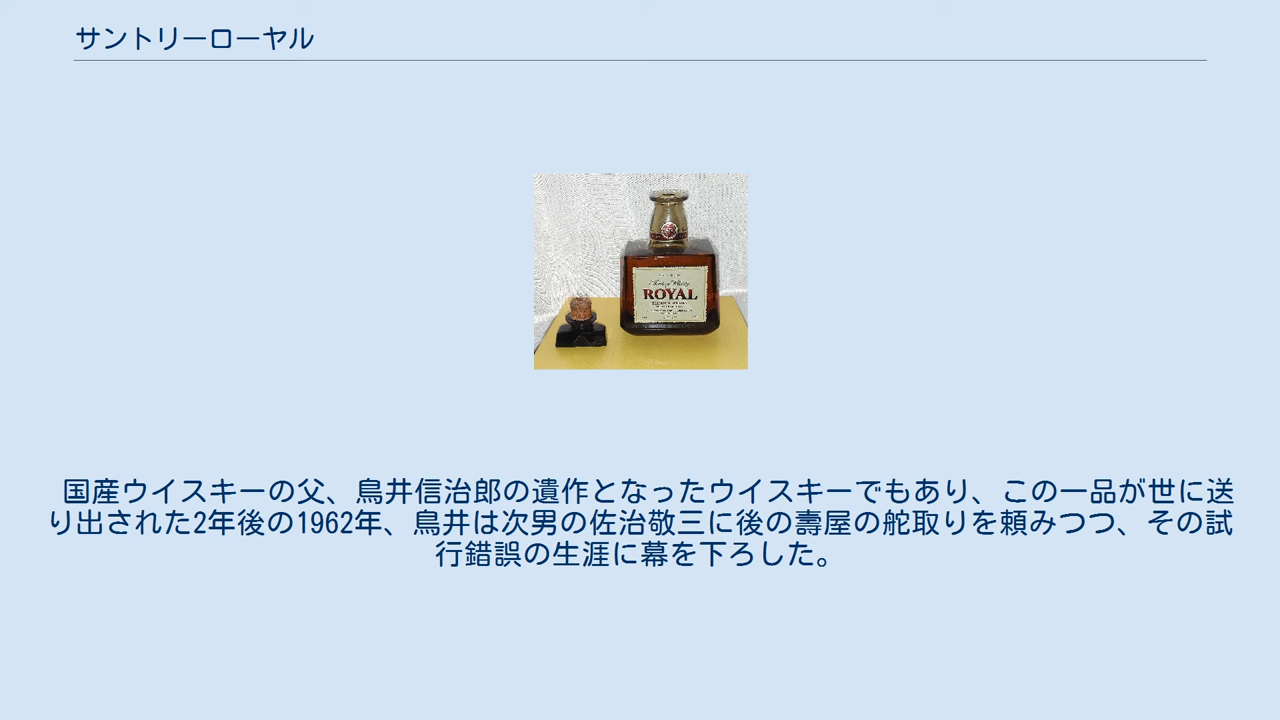 サントリーローヤル
ROYAL
国産ウイスキーの父、鳥井信治郎の遺作となったウイスキーでもあり、この一品が世に送
り出された2年後の1962年、鳥井は次男の佐治敬三に後の壽屋の舵取りを頼みつつ、その試
行錯誤の生涯に幕を下ろした。